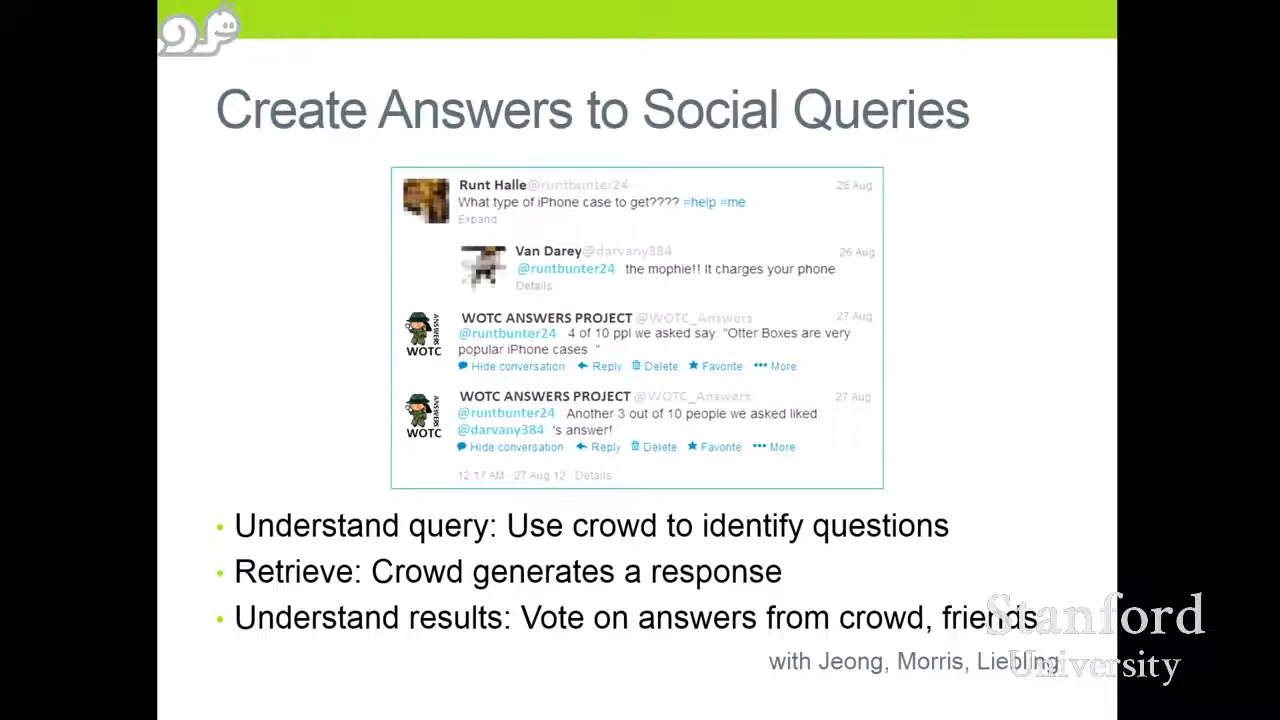 Create Answers to Social Queries
Runt Halle@runtbunter24
26 Aug
What type of iPhone case to get???? #help #me
Expand
Van Darey@darvany384
26 Aug
@runtbunter24 the mophie!! It charges your phone
Details
WOTC ANSWERS PROJECT @WOTC_Answers
27 Aug
@runtbunter24 4 of 10 ppl we asked say "Otter Boxes are very
popular iPhone cases "
Hide conversation Reply Delete Favorite ••• More
ANSWERS
WOTC
WOTC ANSWERS PROJECT @WOTC_Answers
27 Aug
@runtbunter24 Another 3 out of 10 people we asked liked
@darvany384 's answer!
Hide conversation Reply Delete Favorite ••• More
ANSWERS
WOTC
12:17 AM - 27 Aug 12 Details
• Understand query: Use crowd to identify questions
• Retrieve: Crowd generates a response
• Understand results: Vote on answers from crowd, friends
with Jeong, Morris, Liebling
Stanford
University